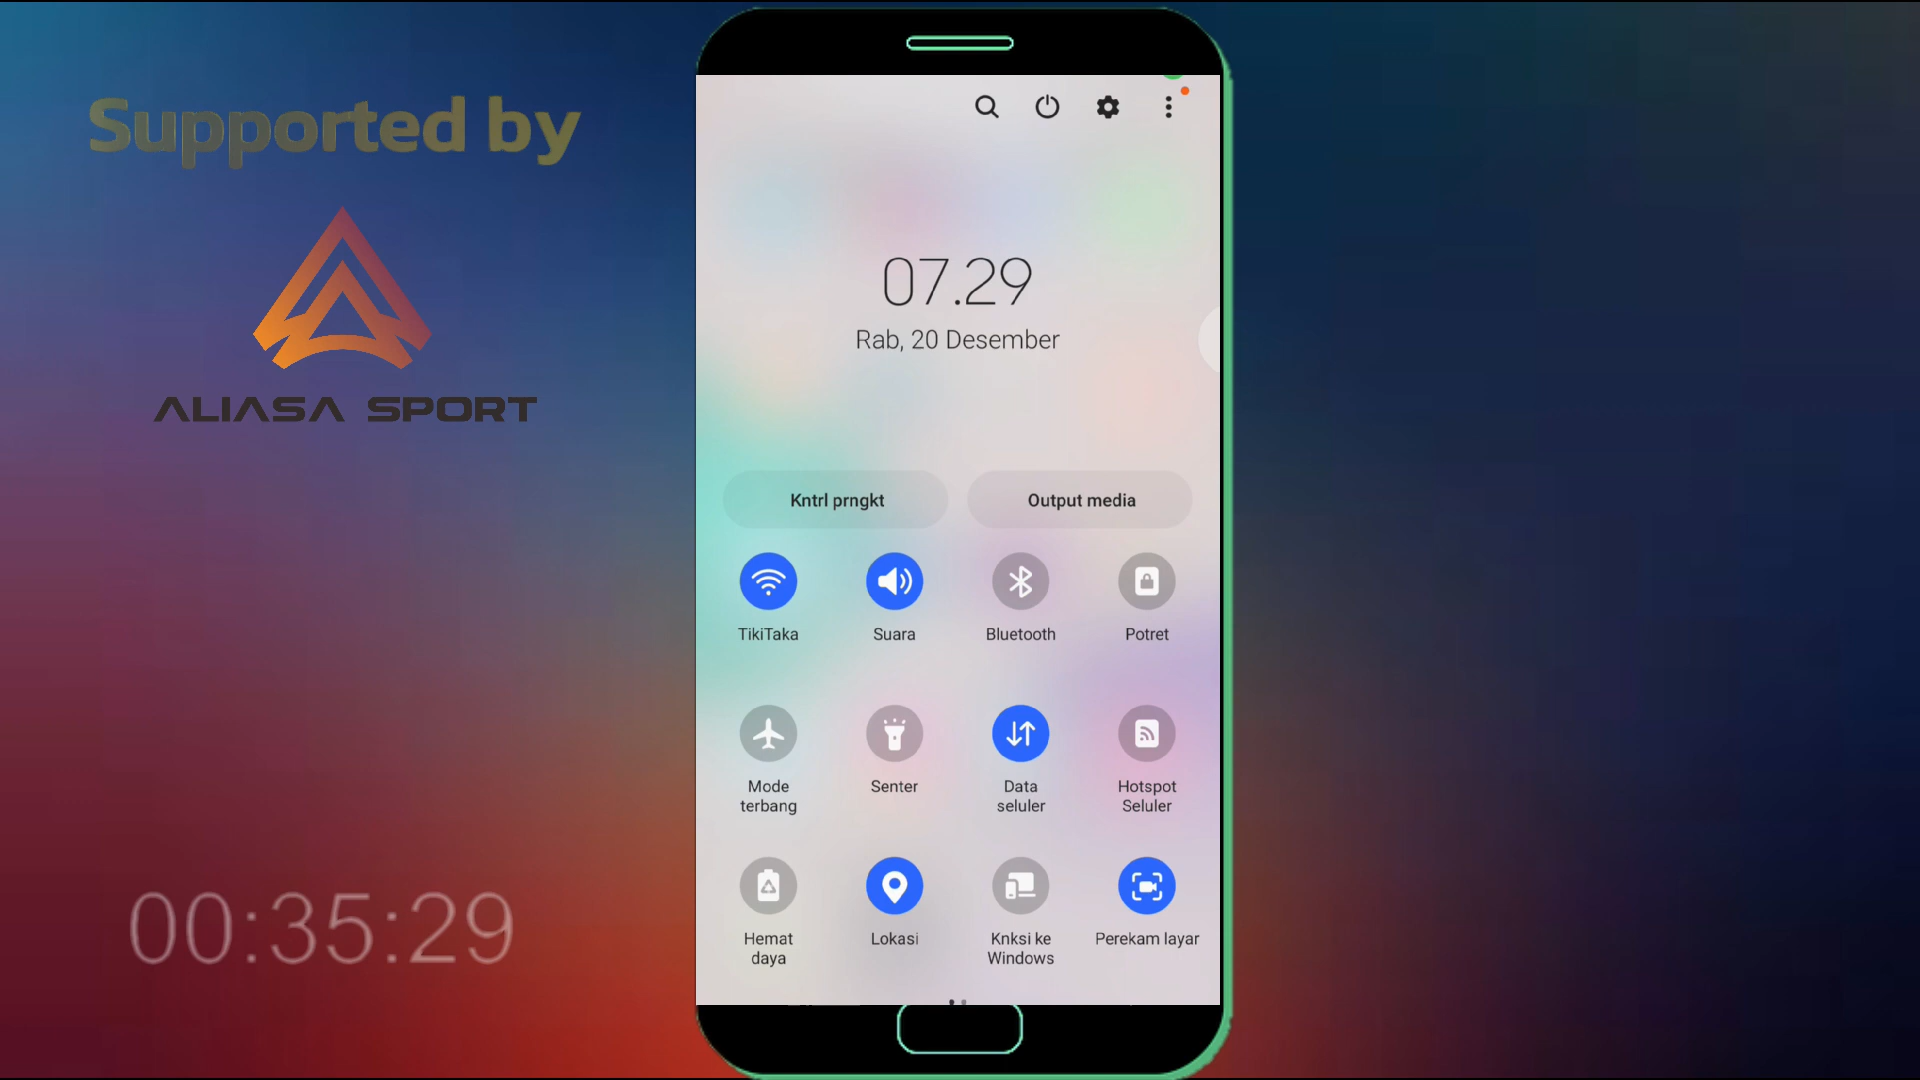 Supported by
ALIASA SPORT
00:35:29
07.29
Rab, 20 Desember
Kntrl prngkt
Output media
TikiTaka
Suara
Bluetooth
Potret
Mode
terbang
Senter
Data
seluler
Hotspot
Seluler
Hemat
daya
Lokasi
Knksi ke
Windows
Perekam layar